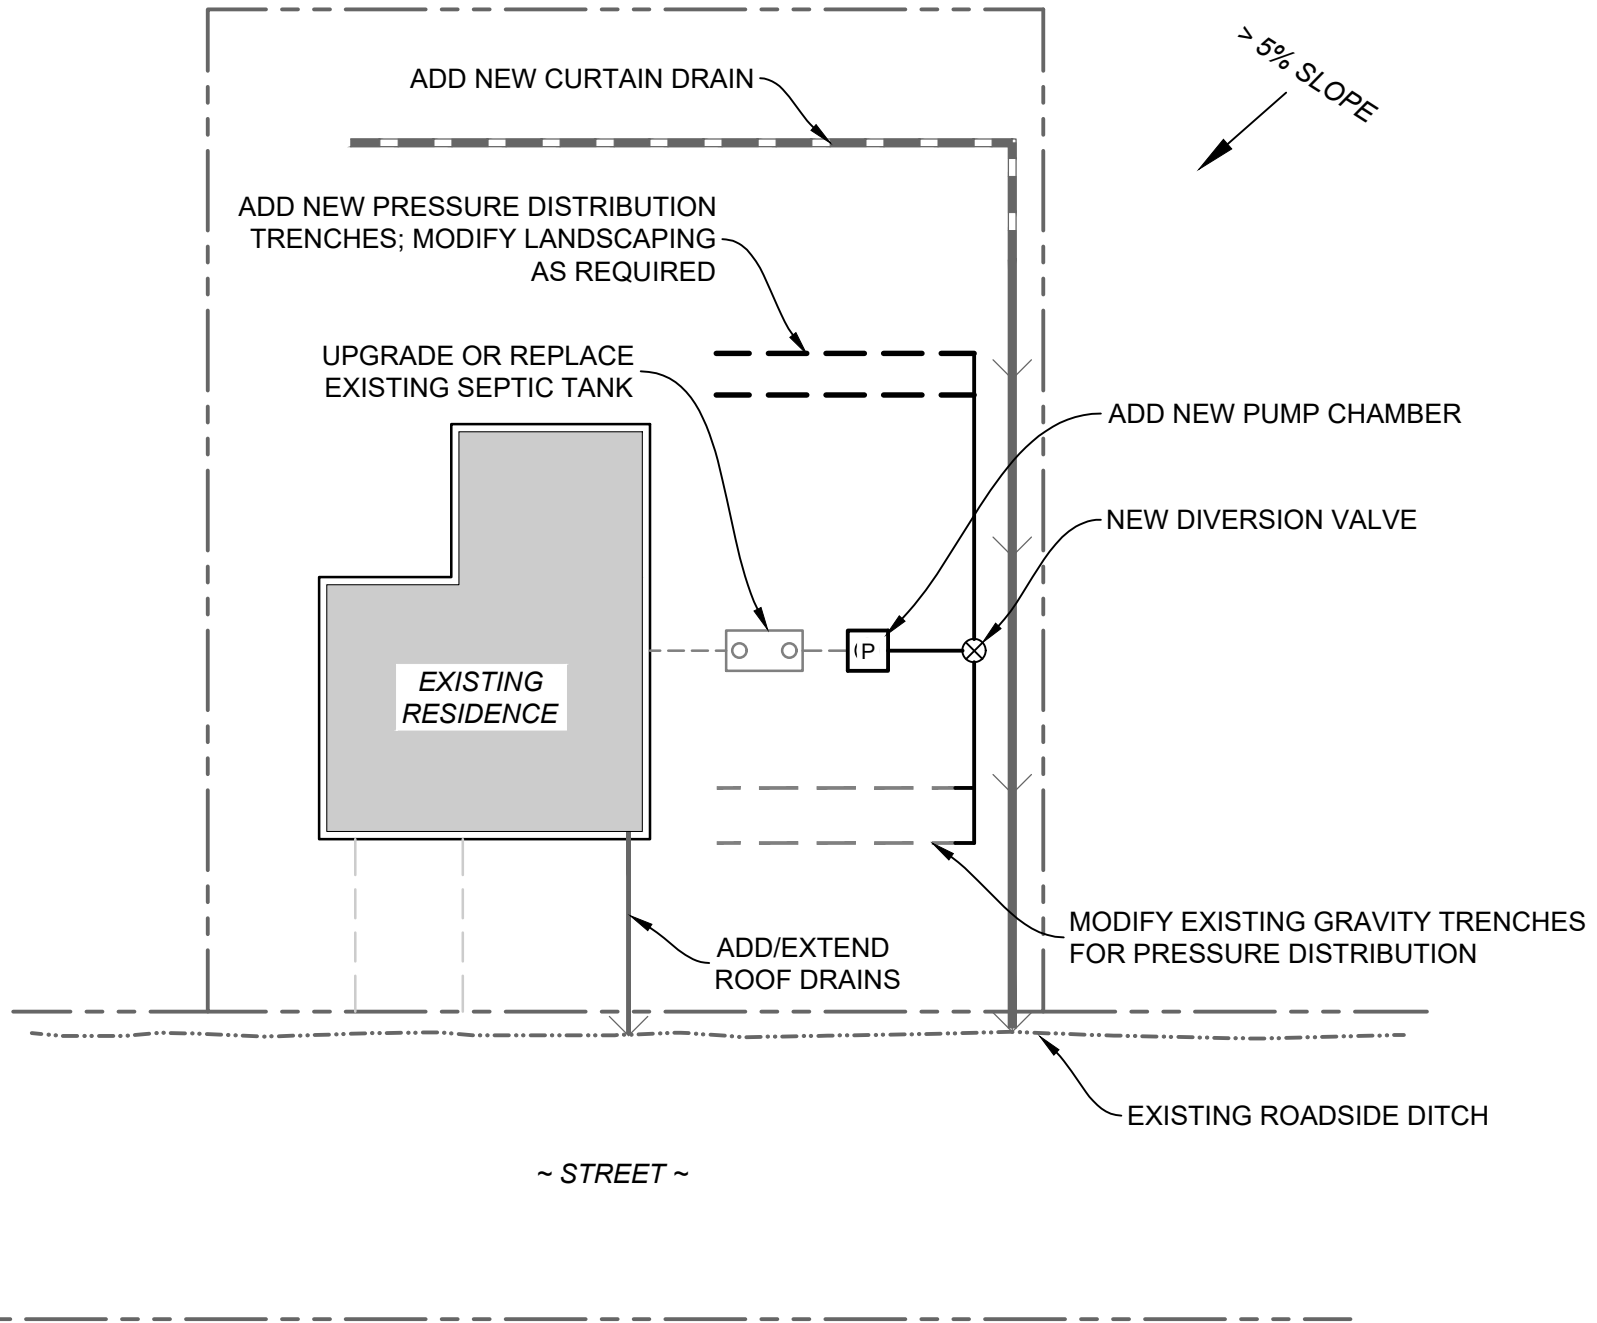 > 5% SLOPE
ADD NEW CURTAIN DRAIN
ADD NEW PRESSURE DISTRIBUTION
TRENCHES; MODIFY LANDSCAPING
AS REQUIRED
UPGRADE OR REPLACE
EXISTING SEPTIC TANK
ADD NEW PUMP CHAMBER
NEW DIVERSION VALVE
P
EXISTING
RESIDENCE
MODIFY EXISTING GRAVITY TRENCHES
FOR PRESSURE DISTRIBUTION
ADD/EXTEND
ROOF DRAINS
EXISTING ROADSIDE DITCH
~ STREET ~